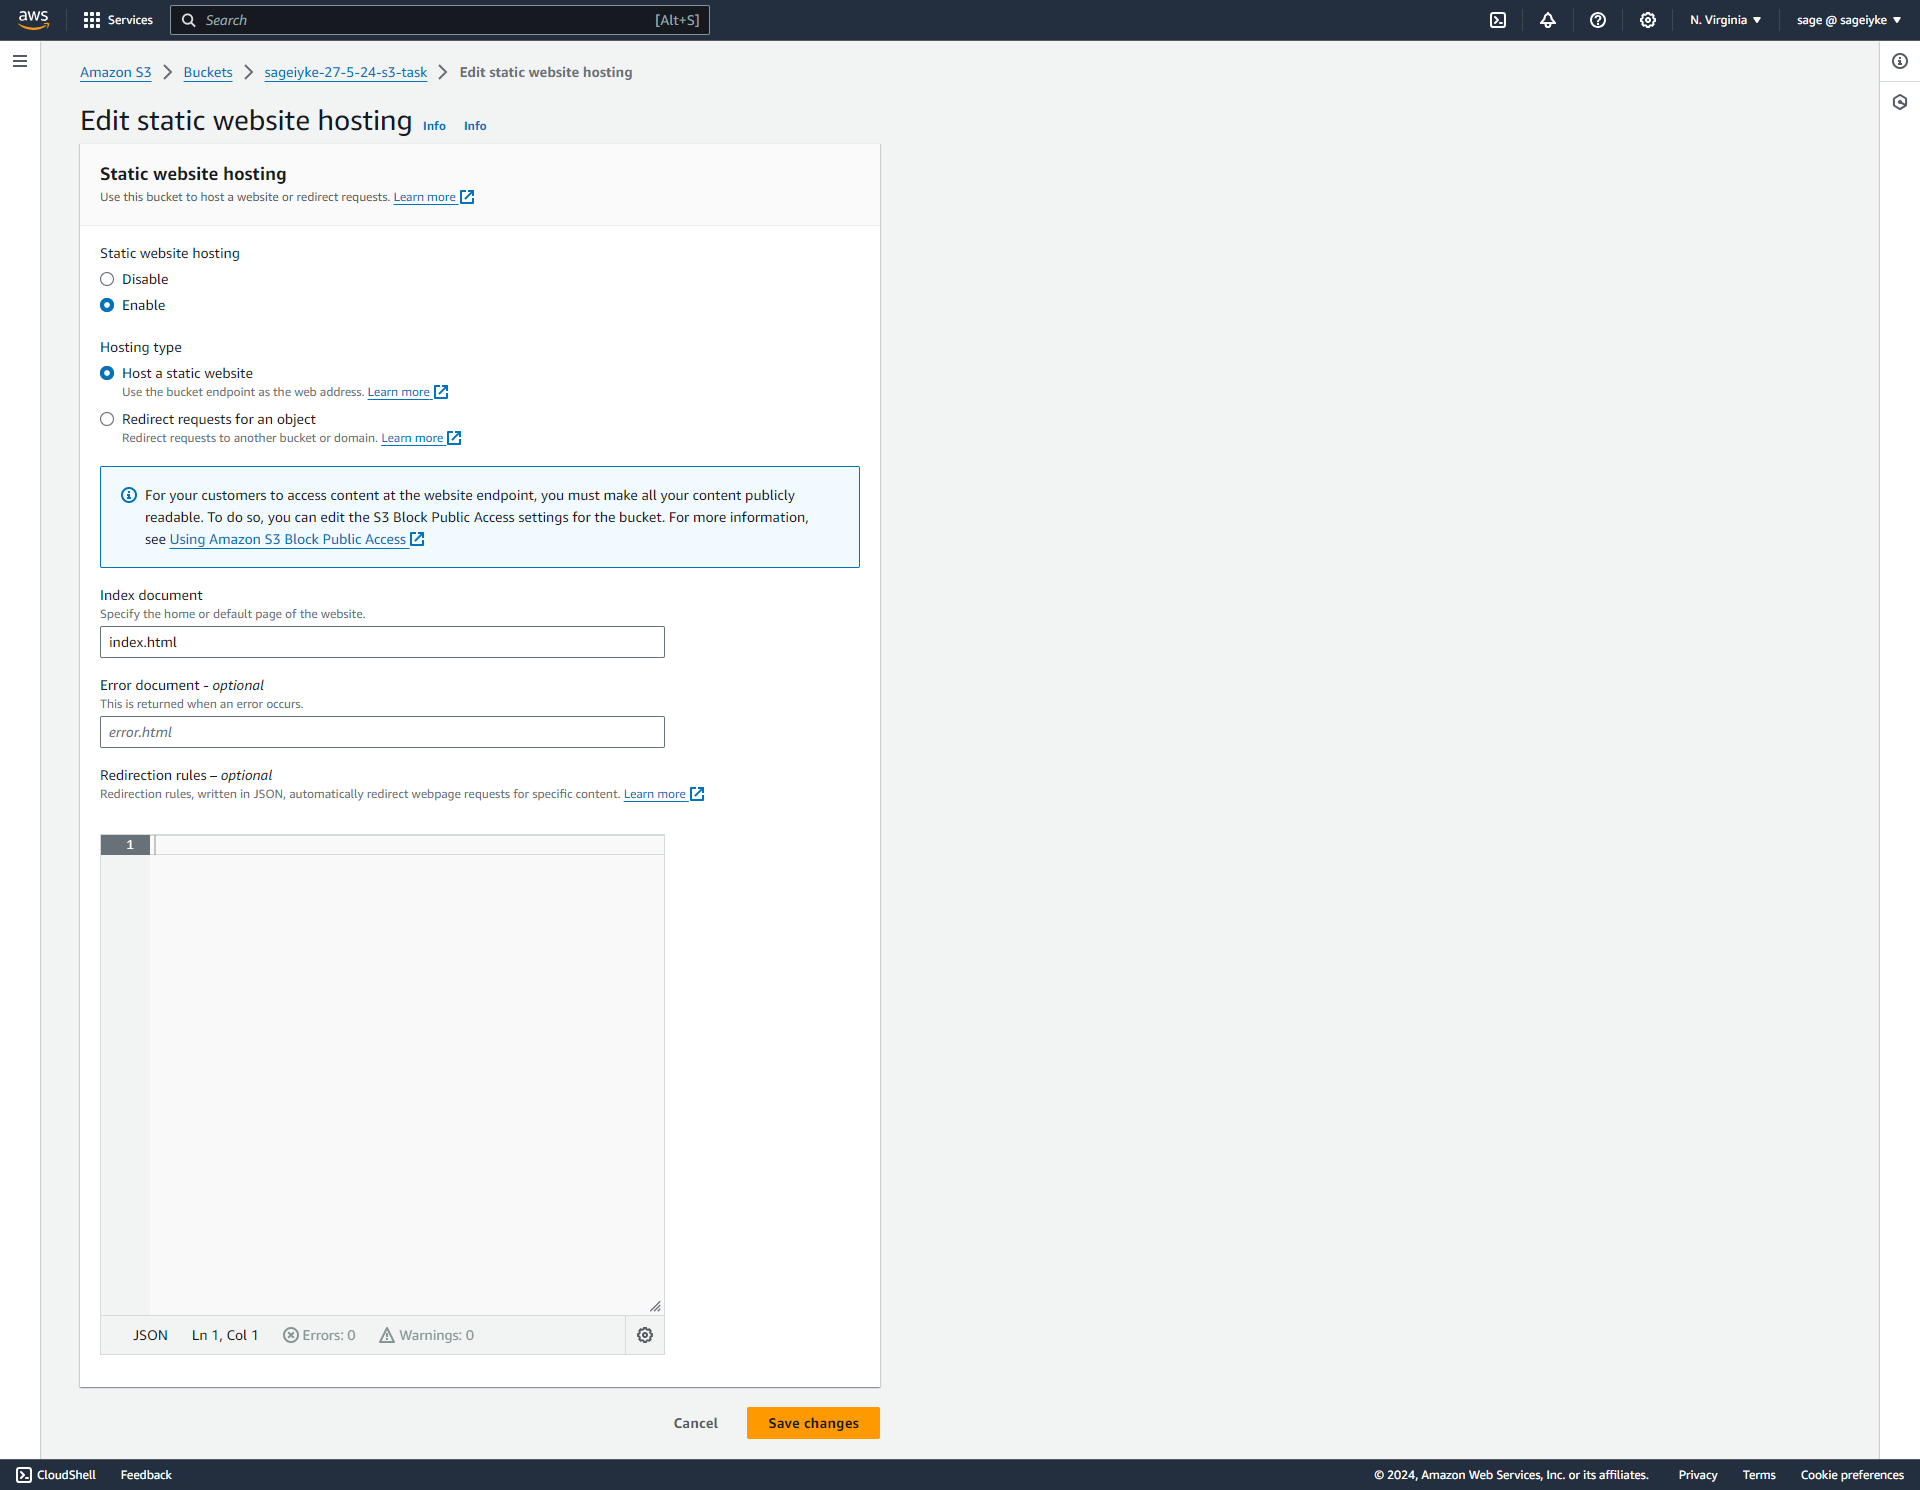 aws Services Search [Alt+S] N. Virginia sage @ sageiyke
Amazon S3 Buckets sageiyke-27-5-24-s3-task Edit static website hosting
Edit static website hosting Info Info
Static website hosting
Use this bucket to host a website or redirect requests. Learn more
Static website hosting
Disable
Enable
Hosting type
Host a static website
Use the bucket endpoint as the web address. Learn more
Redirect requests for an object
Redirect requests to another bucket or domain. Learn more
For your customers to access content at the website endpoint, you must make all your content publicly
readable. To do so, you can edit the S3 Block Public Access settings for the bucket. For more information,
see Using Amazon S3 Block Public Access
Index document
Specify the home or default page of the website.
index.html
Error document - optional
This is returned when an error occurs.
error.html
Redirection rules – optional
Redirection rules, written in JSON, automatically redirect webpage requests for specific content. Learn more
1
JSON Ln 1, Col 1 Errors: 0 Warnings: 0
Cancel Save changes
CloudShell Feedback © 2024, Amazon Web Services, Inc. or its affiliates. Privacy Terms Cookie preferences